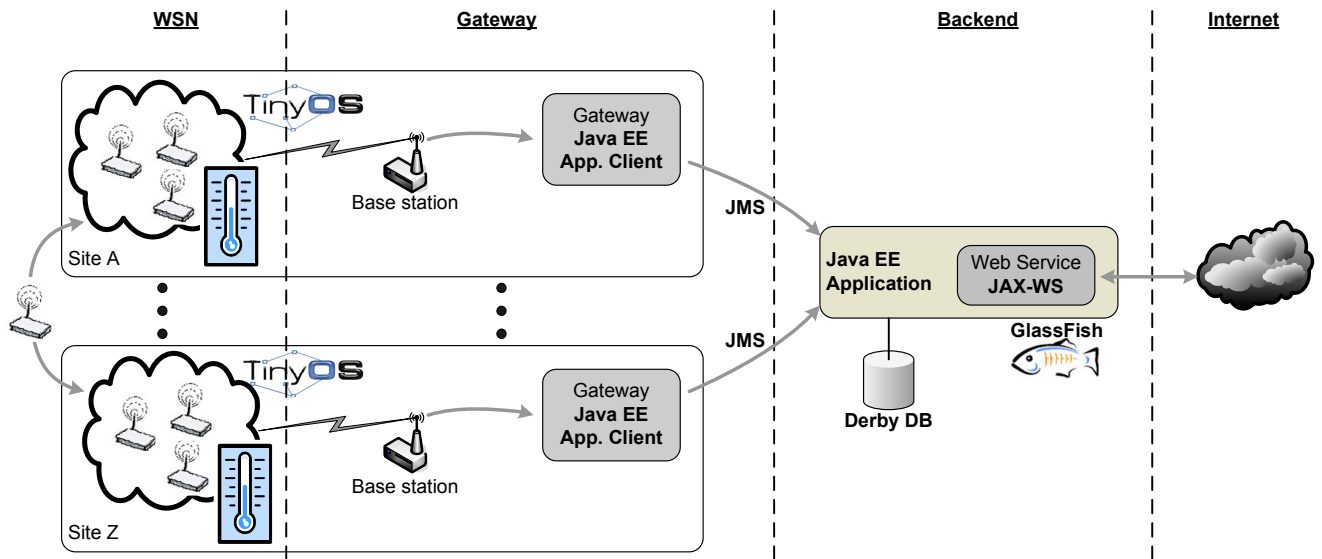 WSN
Gateway
Backend
Internet
TinyOS
Gateway
Java EE
App. Client
Base station
Site A
JMS
Java EE
Application
Web Service
JAX-WS
GlassFish
Derby DB
JMS
TinyOS
Gateway
Java EE
App. Client
Base station
Site Z